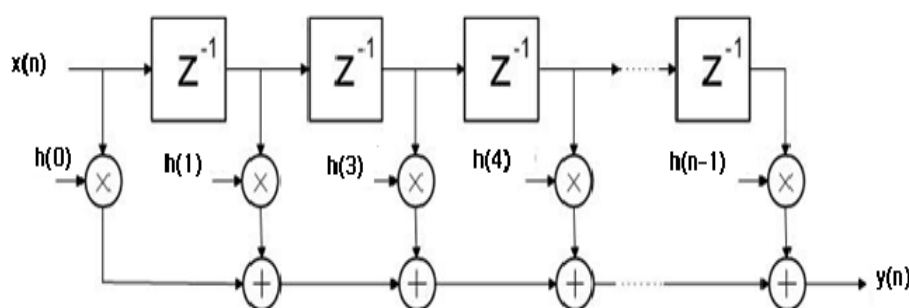 x(n)
Z⁻¹
Z⁻¹
Z⁻¹
Z⁻¹
h(0)
h(1)
h(3)
h(4)
h(n-1)
×
×
×
×
×
+
+
+
+
y(n)